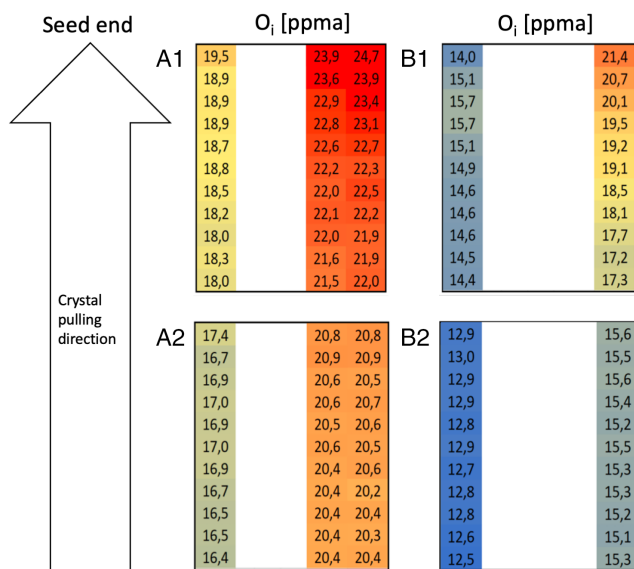 Seed end
O_i [ppma]
O_i [ppma]
A1
B1
19,5 23,9 24,7 14,0 21,4
18,9 23,6 23,9 15,1 20,7
18,9 22,9 23,4 15,7 20,1
18,9 22,8 23,1 15,7 19,5
18,7 22,6 22,7 15,1 19,2
18,8 22,2 22,3 14,9 19,1
18,5 22,0 22,5 14,6 18,5
18,2 22,1 22,2 14,6 18,1
18,0 22,0 21,9 14,6 17,7
18,3 21,6 21,9 14,5 17,2
18,0 21,5 22,0 14,4 17,3
Crystal
pulling
direction
A2
B2
17,4 20,8 20,8 12,9 15,6
16,7 20,9 20,9 13,0 15,5
16,9 20,6 20,5 12,9 15,6
17,0 20,6 20,7 12,9 15,4
16,9 20,5 20,6 12,8 15,2
17,0 20,6 20,5 12,9 15,5
16,9 20,4 20,6 12,7 15,3
16,7 20,4 20,2 12,8 15,3
16,5 20,4 20,4 12,8 15,2
16,5 20,4 20,3 12,6 15,1
16,4 20,4 20,4 12,5 15,3